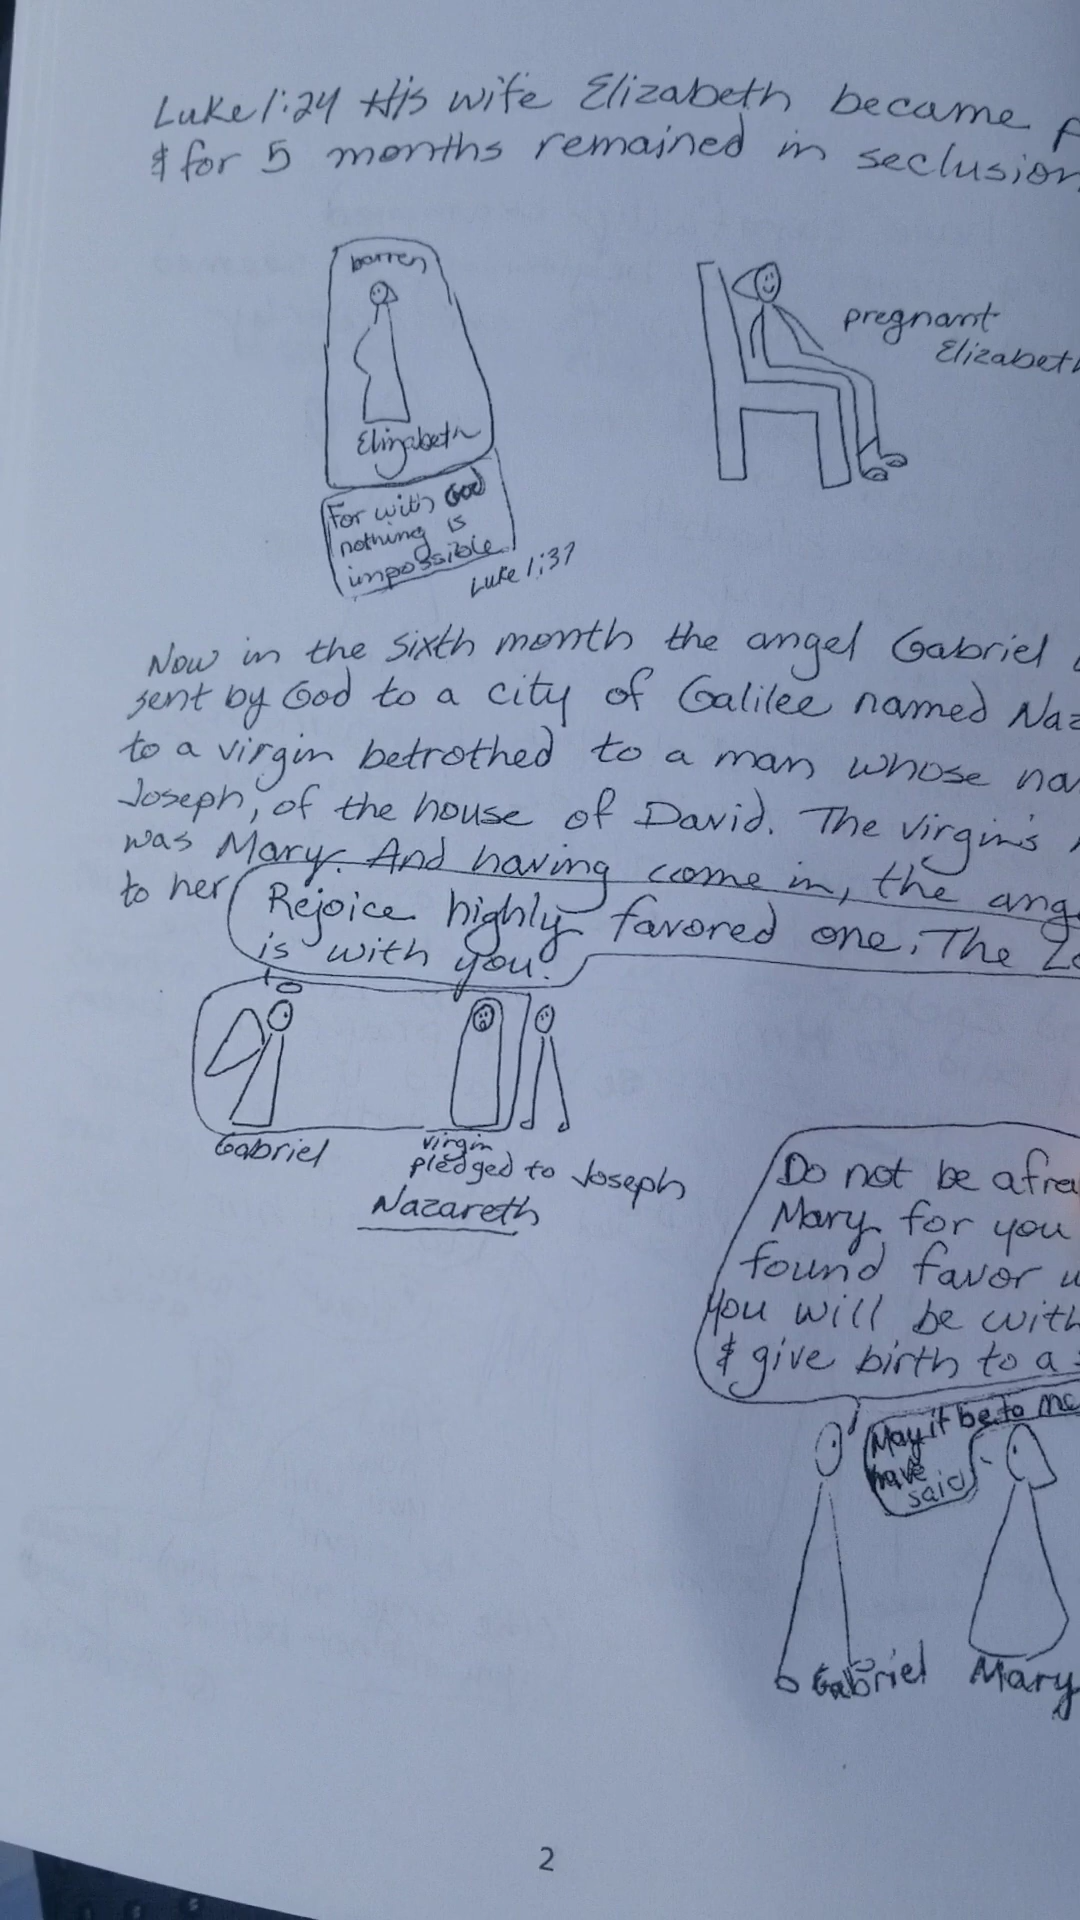 Luke 1:24 His wife Elizabeth became
& for 5 months remained in seclusion
barren
Elizabeth
pregnant
Elizabeth
For with God
nothing is
impossible
Luke 1:37
Now in the sixth month the angel Gabriel
sent by God to a city of Galilee named Naz
to a virgin betrothed to a man whose na
Joseph, of the house of David. The virgin's
was Mary. And having come in, the ang
to her
Rejoice highly favored one. The Lo
is with you.
Gabriel
virgin
pledged to Joseph
Nazareth
Do not be afra
Mary for you
found favor w
You will be with
& give birth to a
May it be to me
have
said
Gabriel
Mary
2